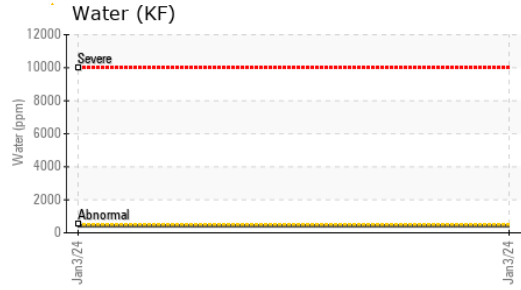 Water (KF)
12000
Severe
10000
8000
6000
Water (ppm)
4000
2000
Abnormal
0
Jan3/24
Jan3/24